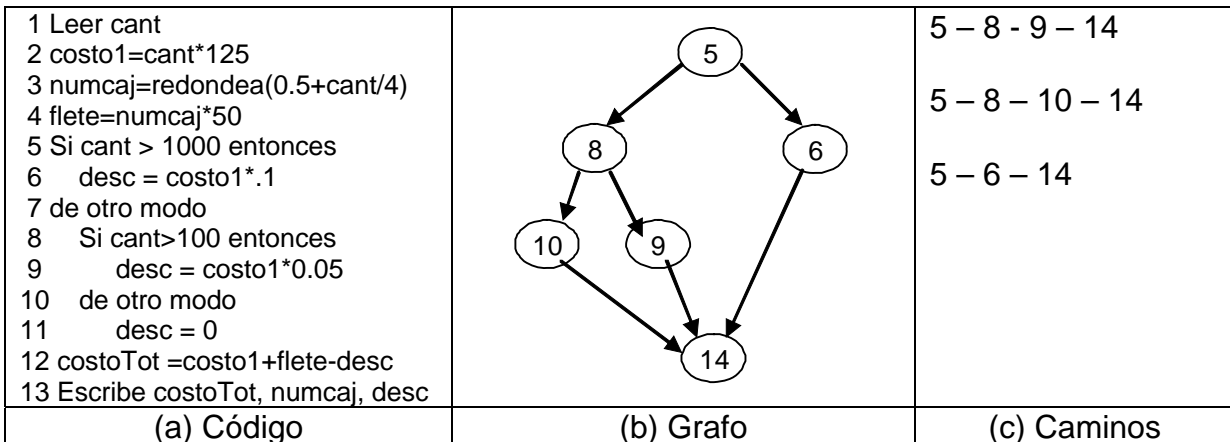 1 Leer cant
2 costo1=cant*125
3 numcaj=redondea(0.5+cant/4)
4 flete=numcaj*50
5 Si cant > 1000 entonces
6 desc = costo1*.1
7 de otro modo
8 Si cant>100 entonces
9 desc = costo1*0.05
10 de otro modo
11 desc = 0
12 costoTot =costo1+flete-desc
13 Escribe costoTot, numcaj, desc
(a) Código
5
8
6
10
9
14
(b) Grafo
5 – 8 - 9 – 14
5 – 8 – 10 – 14
5 – 6 – 14
(c) Caminos